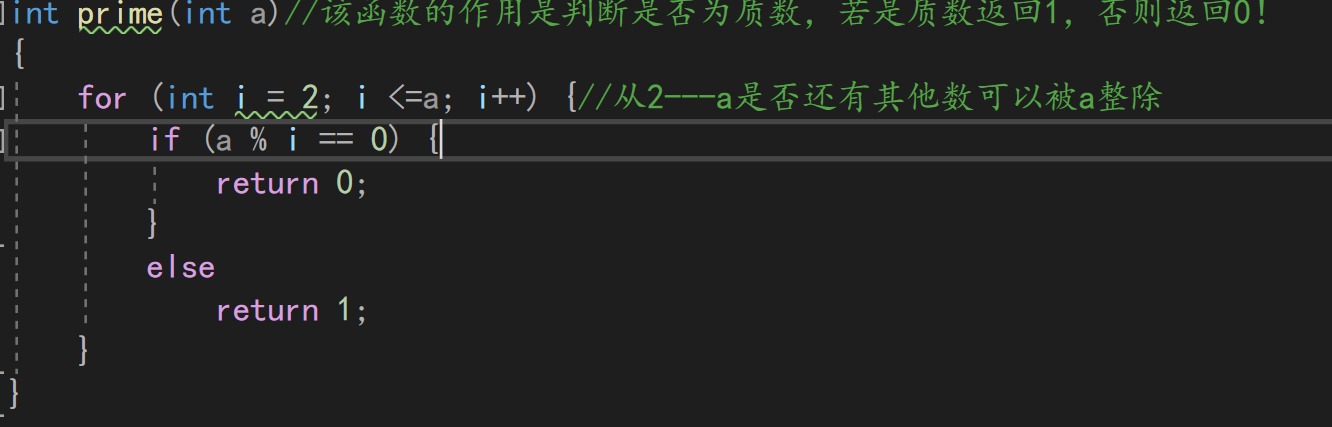 int prime(int a)//该函数的作用是判断是否为质数，若是质数返回1，否则返回0！
{
for (int i = 2; i <=a; i++) {//从2---a是否还有其他数可以被a整除
if (a % i == 0) {
return 0;
}
else
return 1;
}
}